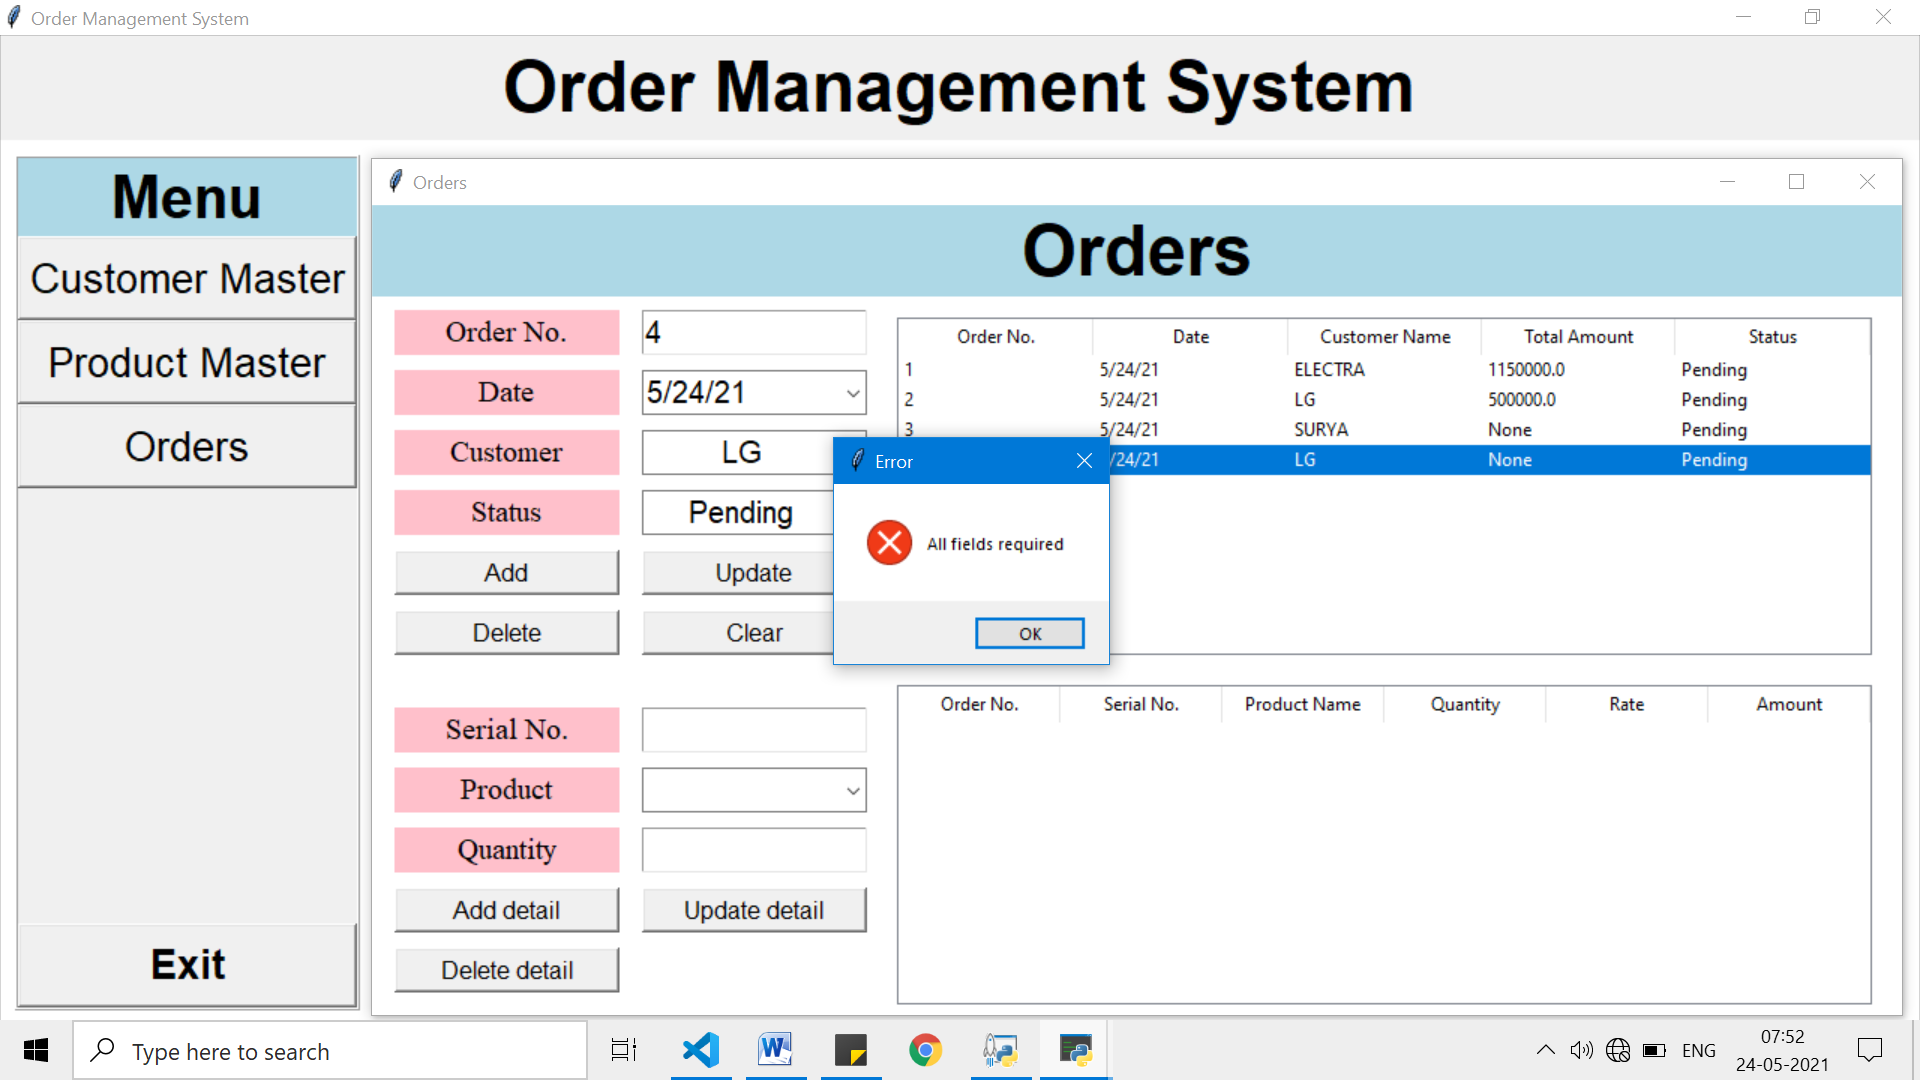 Order Management System
Order Management System
Menu
Customer Master
Product Master
Orders
Exit
Orders
Orders
Order No.
4
Date
5/24/21
Customer
LG
Status
Pending
Add
Update
Delete
Clear
Order No. Date Customer Name Total Amount Status
1 5/24/21 ELECTRA 1150000.0 Pending
2 5/24/21 LG 500000.0 Pending
3 5/24/21 SURYA None Pending
/24/21 LG None Pending
Error
All fields required
OK
Serial No.
Product
Quantity
Add detail
Update detail
Delete detail
Order No. Serial No. Product Name Quantity Rate Amount
Type here to search
ENG
07:52
24-05-2021